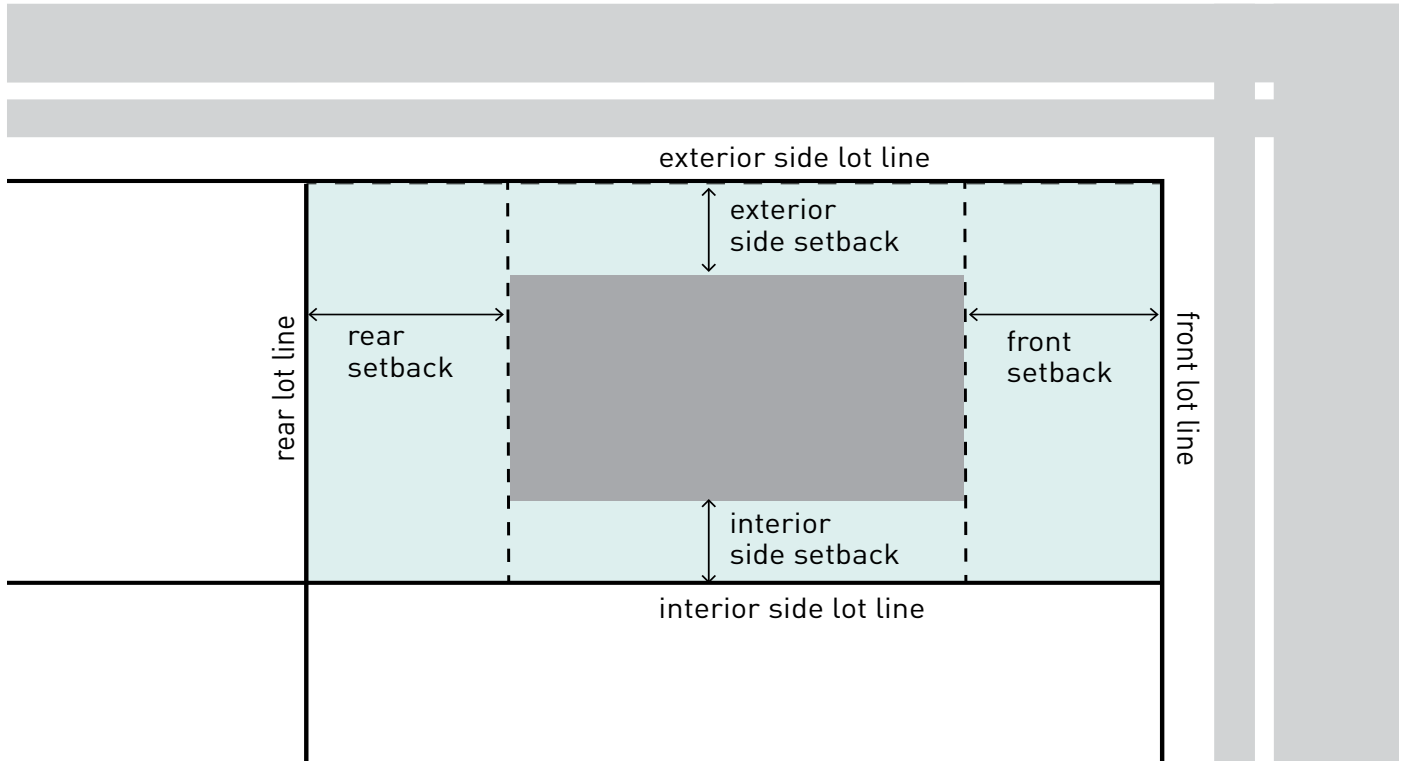 exterior side lot line
exterior
side setback
rear lot line
rear
setback
front
setback
front lot line
interior
side setback
interior side lot line